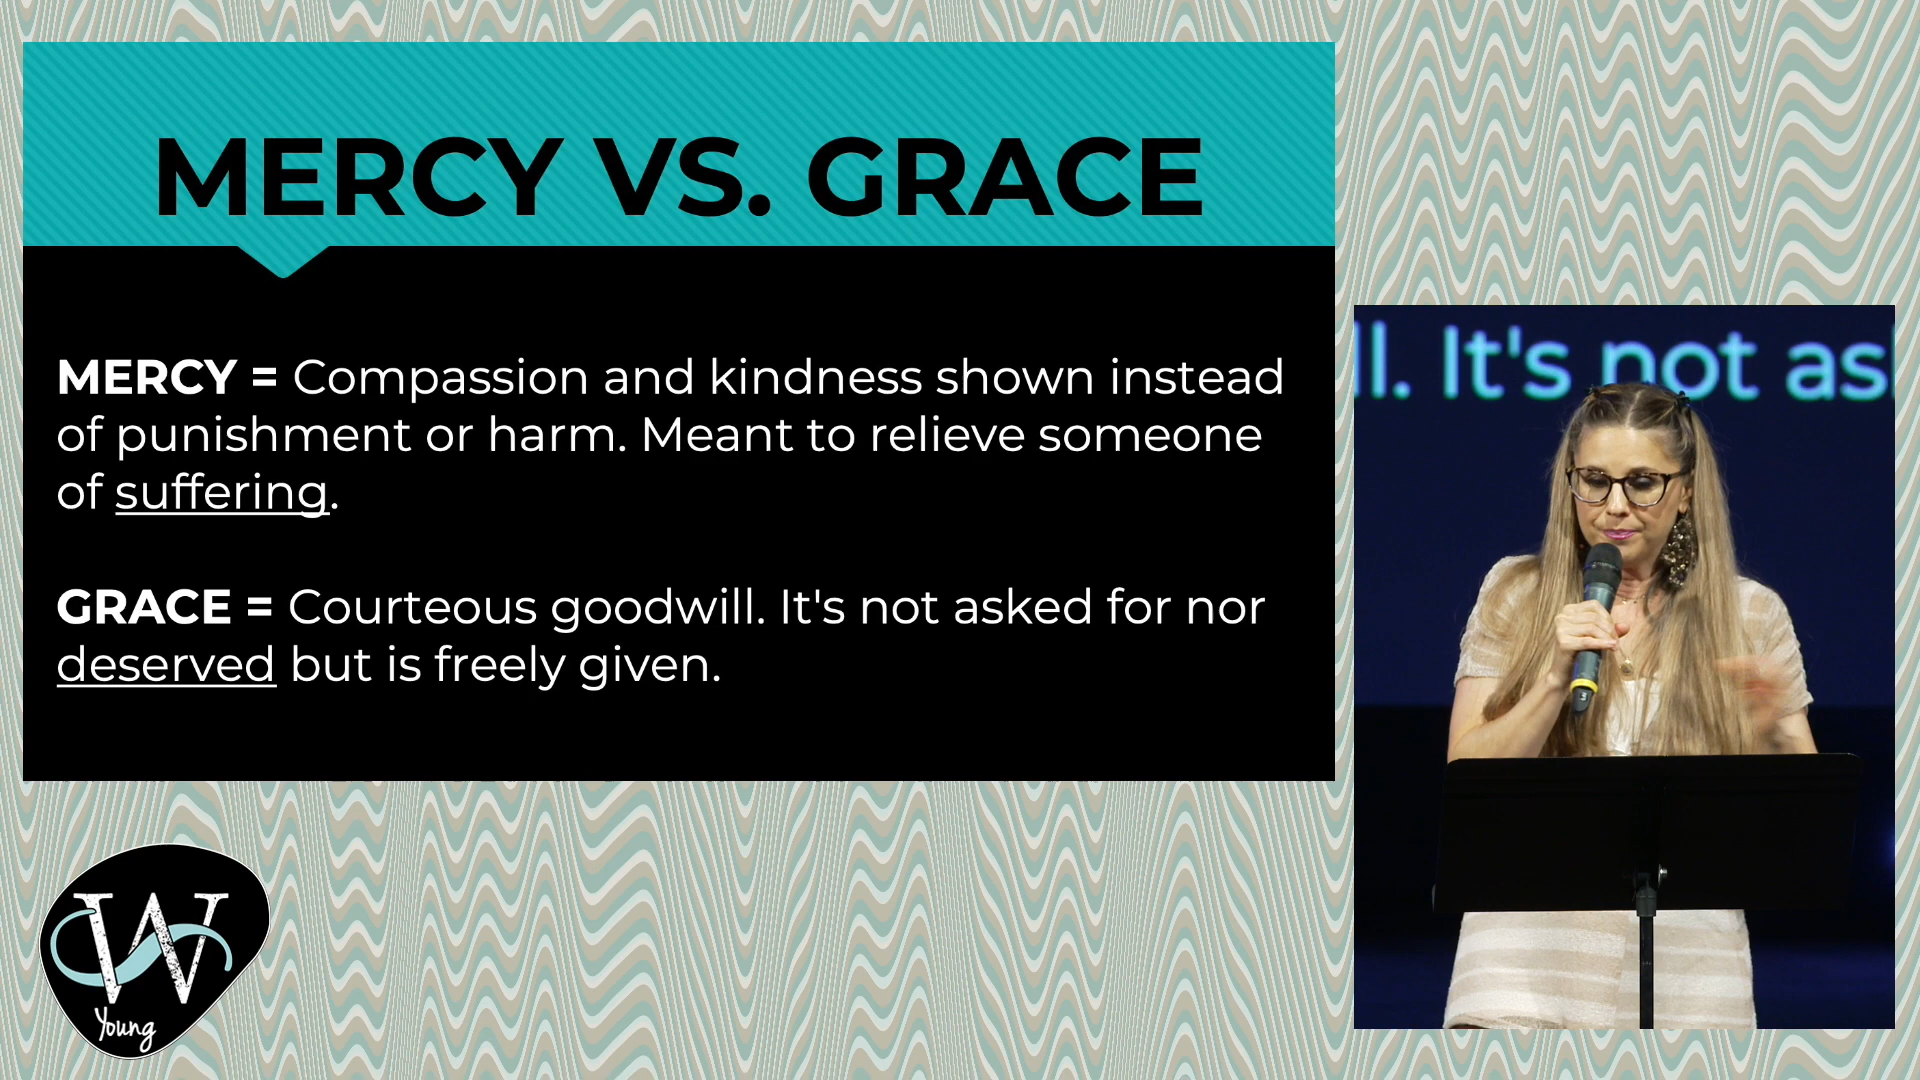 MERCY VS. GRACE
MERCY = Compassion and kindness shown instead
of punishment or harm. Meant to relieve someone
of suffering.
GRACE = Courteous goodwill. It's not asked for nor
deserved but is freely given.
ll. It's not as
W
Young